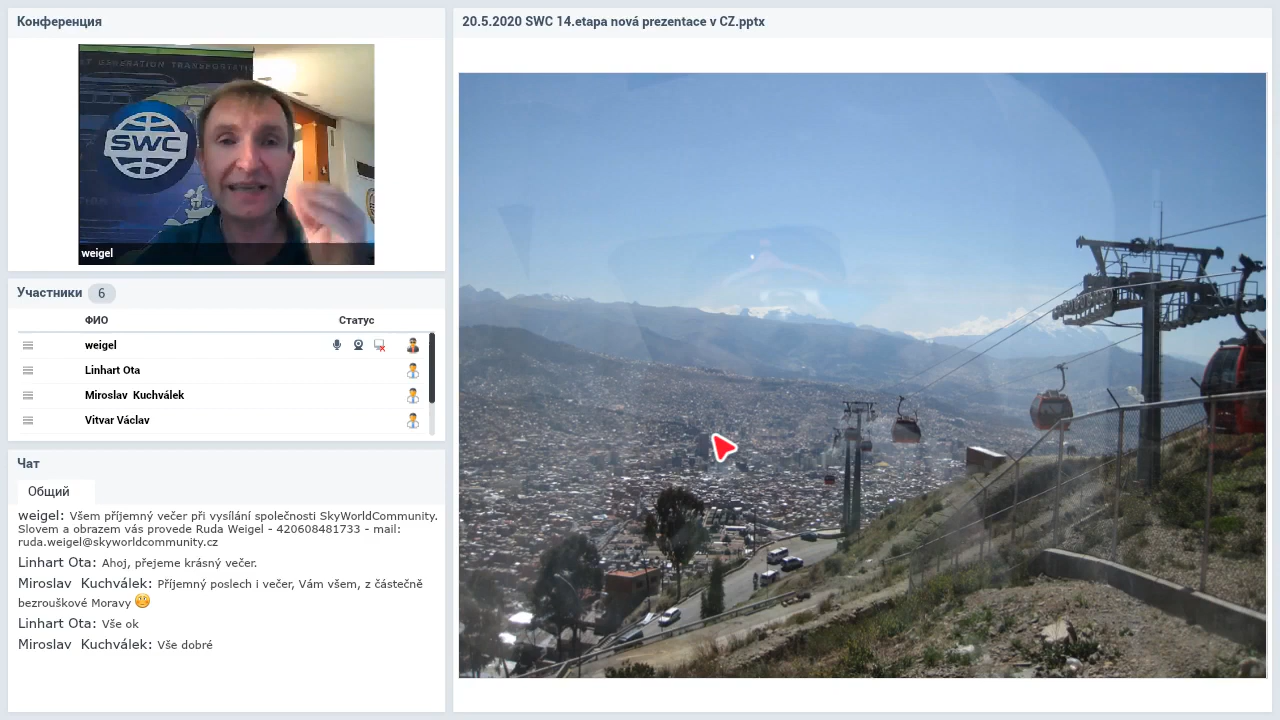 Конференция
SWC
weigel
Участники 6
ФИО Статус
weigel
Linhart Ota
Miroslav Kuchválek
Vitvar Václav
Чат
Общий
weigel: Všem příjemný večer při vysílání společnosti SkyWorldCommunity.
Slovem a obrazem vás provede Ruda Weigel - 420608481733 - mail:
ruda.weigel@skyworldcommunity.cz
Linhart Ota: Ahoj, přejeme krásný večer.
Miroslav Kuchválek: Příjemný poslech i večer, Vám všem, z částečně
bezrouškové Moravy
Linhart Ota: Vše ok
Miroslav Kuchválek: Vše dobré
20.5.2020 SWC 14.etapa nová prezentace v CZ.pptx